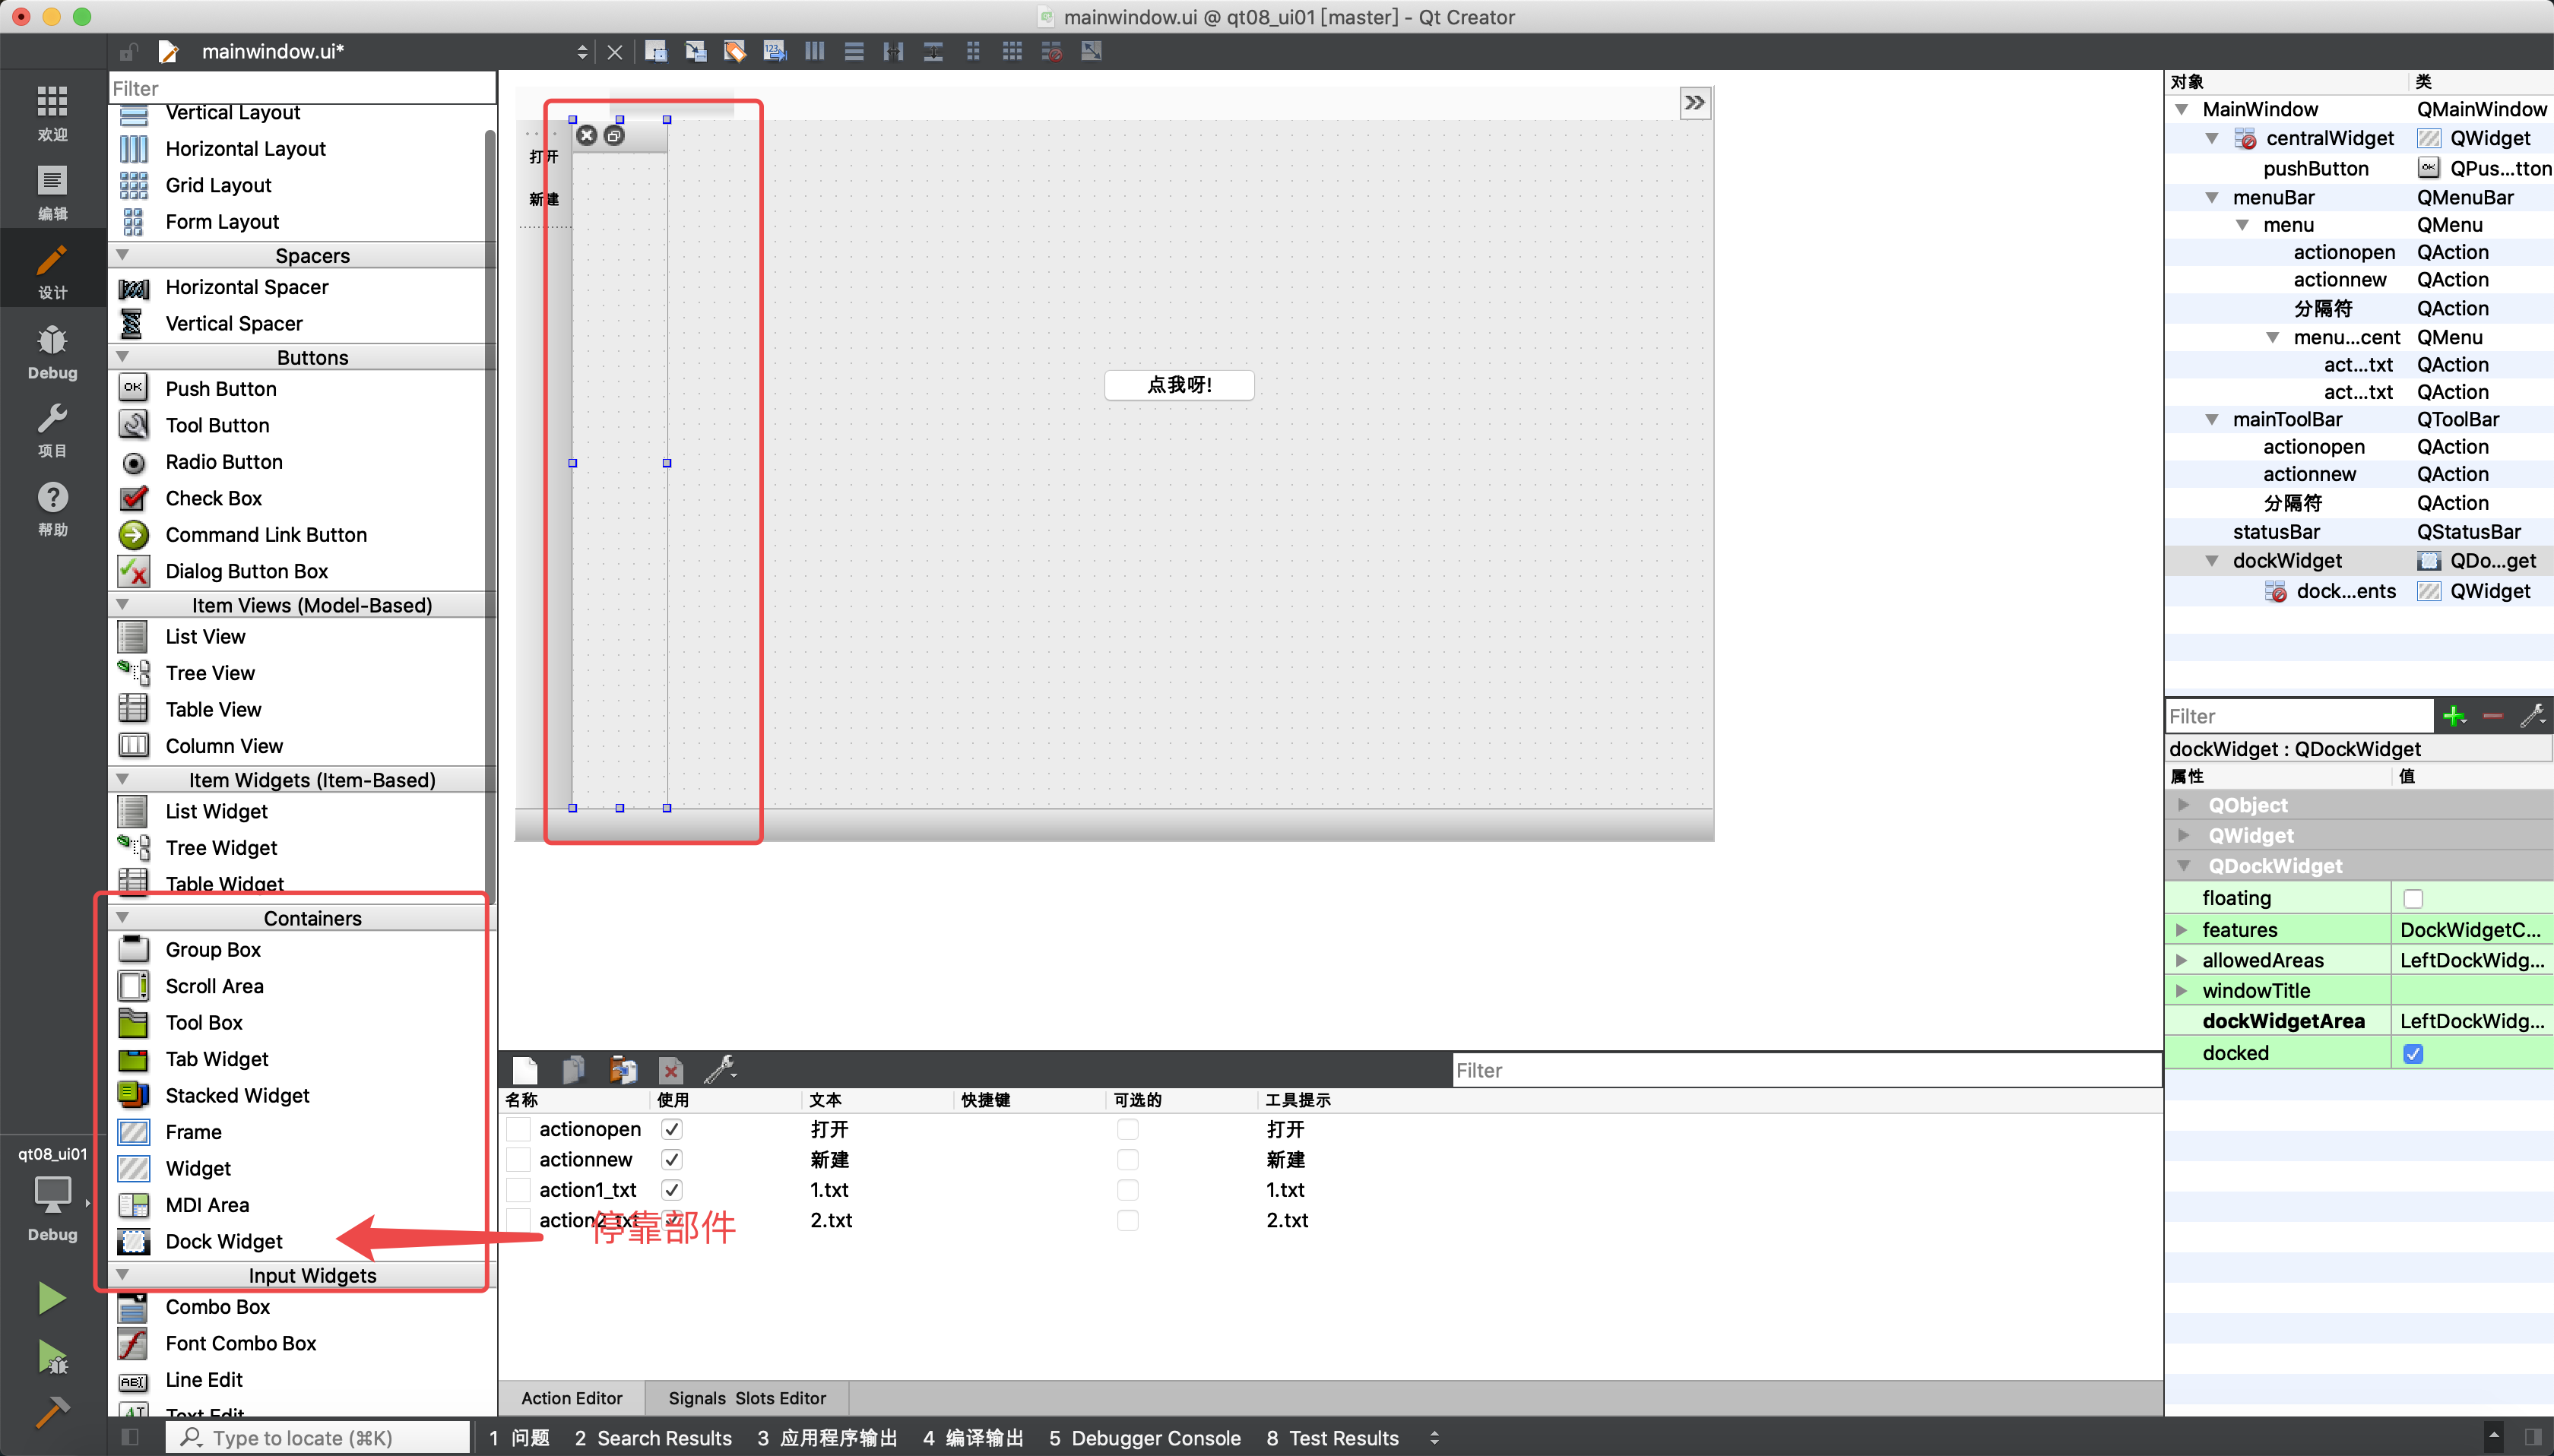 mainwindow.ui @ qt08_ui01 [master] - Qt Creator
mainwindow.ui*
欢迎
编辑
设计
Debug
项目
帮助
qt08_ui01
Debug
Filter
Vertical Layout
Horizontal Layout
Grid Layout
Form Layout
Spacers
Horizontal Spacer
Vertical Spacer
Buttons
Push Button
Tool Button
Radio Button
Check Box
Command Link Button
Dialog Button Box
Item Views (Model-Based)
List View
Tree View
Table View
Column View
Item Widgets (Item-Based)
List Widget
Tree Widget
Table Widget
Containers
Group Box
Scroll Area
Tool Box
Tab Widget
Stacked Widget
Frame
Widget
MDI Area
Dock Widget
Input Widgets
Combo Box
Font Combo Box
Line Edit
Text Edit
打开
新建
点我呀!
停靠部件
Filter
名称 使用 文本 快捷键 可选的 工具提示
actionopen 打开 打开
actionnew 新建 新建
action1_txt 1.txt 1.txt
action2_txt 2.txt 2.txt
Action Editor Signals Slots Editor
对象 类
MainWindow QMainWindow
centralWidget QWidget
pushButton QPus...tton
menuBar QMenuBar
menu QMenu
actionopen QAction
actionnew QAction
分隔符 QAction
menu...cent QMenu
act...txt QAction
act...txt QAction
mainToolBar QToolBar
actionopen QAction
actionnew QAction
分隔符 QAction
statusBar QStatusBar
dockWidget QDo...get
dock...ents QWidget
Filter
dockWidget : QDockWidget
属性 值
QObject
QWidget
QDockWidget
floating
features DockWidgetC...
allowedAreas LeftDockWidg...
windowTitle
dockWidgetArea LeftDockWidg...
docked
Type to locate (⌘K) 1 问题 2 Search Results 3 应用程序输出 4 编译输出 5 Debugger Console 8 Test Results